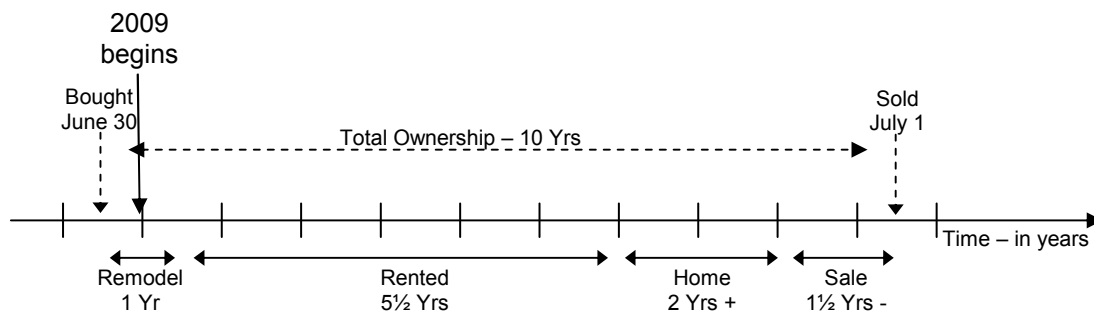 2009
begins
Bought
June 30
Sold
July 1
Total Ownership – 10 Yrs
Time – in years
Remodel
1 Yr
Rented
5½ Yrs
Home
2 Yrs +
Sale
1½ Yrs -